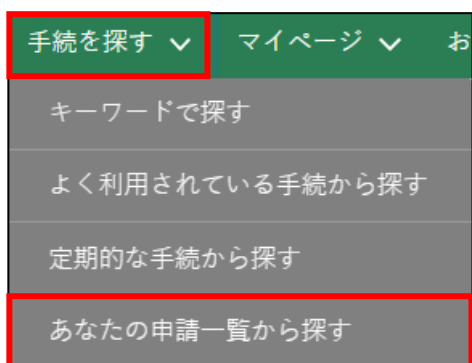 手続を探す マイページ お
キーワードで探す
よく利用されている手続から探す
定期的な手続から探す
あなたの申請一覧から探す